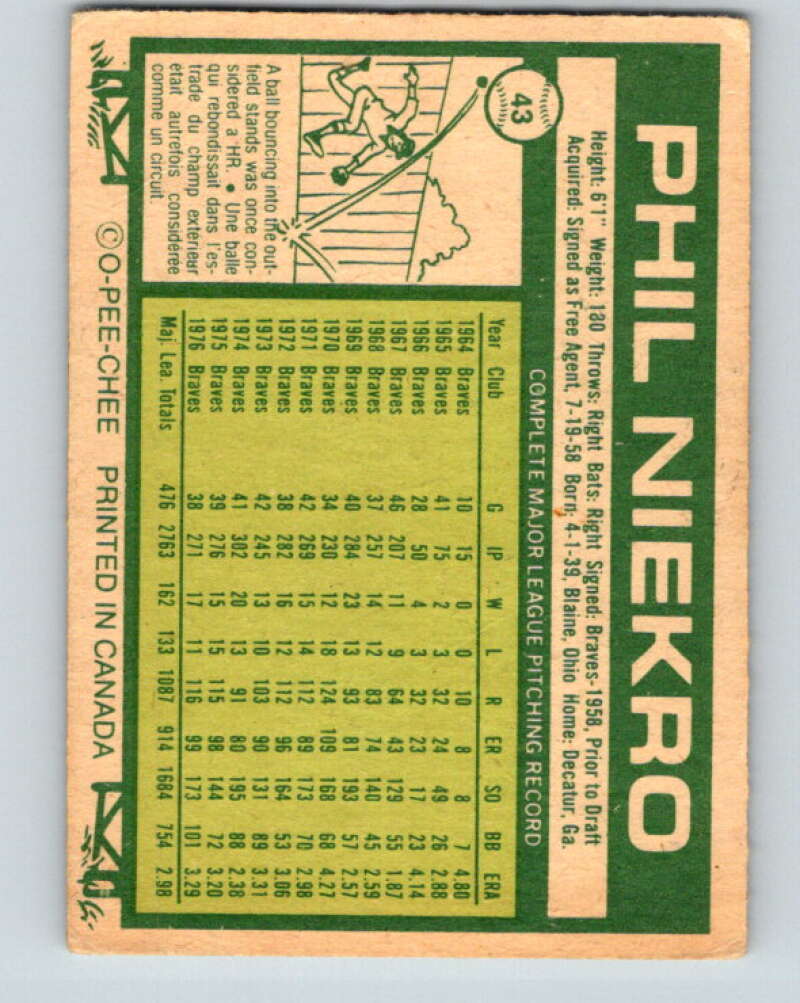 PHIL NIEKRO
43
Height: 6'1" Weight: 180 Throws: Right Bats: Right Signed: Braves-1958, Prior to Draft
Acquired: Signed as Free Agent, 7-19-58 Born: 4-1-39, Blaine, Ohio Home: Decatur, Ga.
COMPLETE MAJOR LEAGUE PITCHING RECORD
Year Club G IP W L R ER SO BB ERA
1964 Braves 10 15 0 0 10 8 8 7 4.80
1965 Braves 41 75 2 3 32 24 49 26 2.88
1966 Braves 28 50 4 3 32 23 17 23 4.14
1967 Braves 46 207 11 9 64 43 129 55 1.87
1968 Braves 37 257 14 12 83 74 140 45 2.59
1969 Braves 40 284 23 13 93 81 193 57 2.57
1970 Braves 34 230 12 18 124 109 168 68 4.27
1971 Braves 42 269 15 14 112 89 173 70 2.98
1972 Braves 38 282 16 12 112 96 164 53 3.06
1973 Braves 42 245 13 10 103 90 131 89 3.31
1974 Braves 41 302 20 13 91 80 195 88 2.38
1975 Braves 39 276 15 15 115 98 144 72 3.20
1976 Braves 38 271 17 11 116 99 173 101 3.29
Maj. Lea. Totals 476 2763 162 133 1087 914 1684 754 2.98
A ball bouncing into the out-
field stands was once con-
sidered a HR. • Une balle
qui rebondissait dans l'es-
trade du champ extérieur
était autrefois considérée
comme un circuit.
©O-PEE-CHEE PRINTED IN CANADA